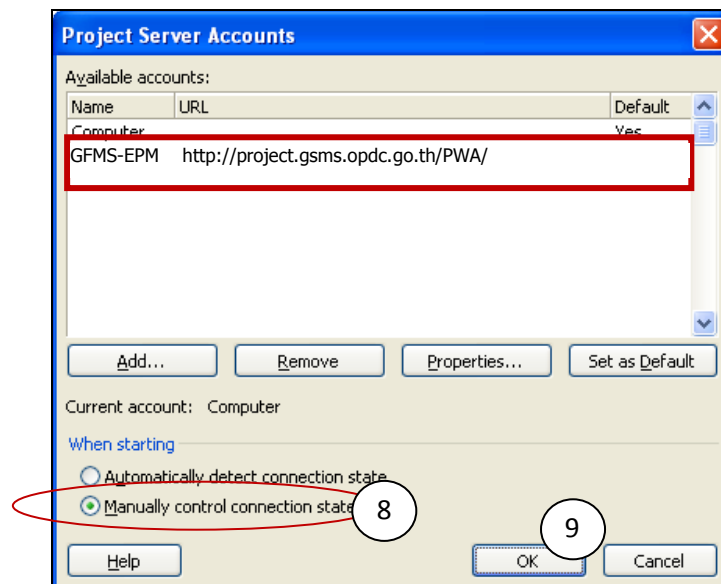 Project Server Accounts
Available accounts:
Name URL Default
Computer Yes
GFMS-EPM http://project.gsms.opdc.go.th/PWA/
Add... Remove Properties... Set as Default
Current account: Computer
When starting
Automatically detect connection state
Manually control connection state 8
9
Help OK Cancel